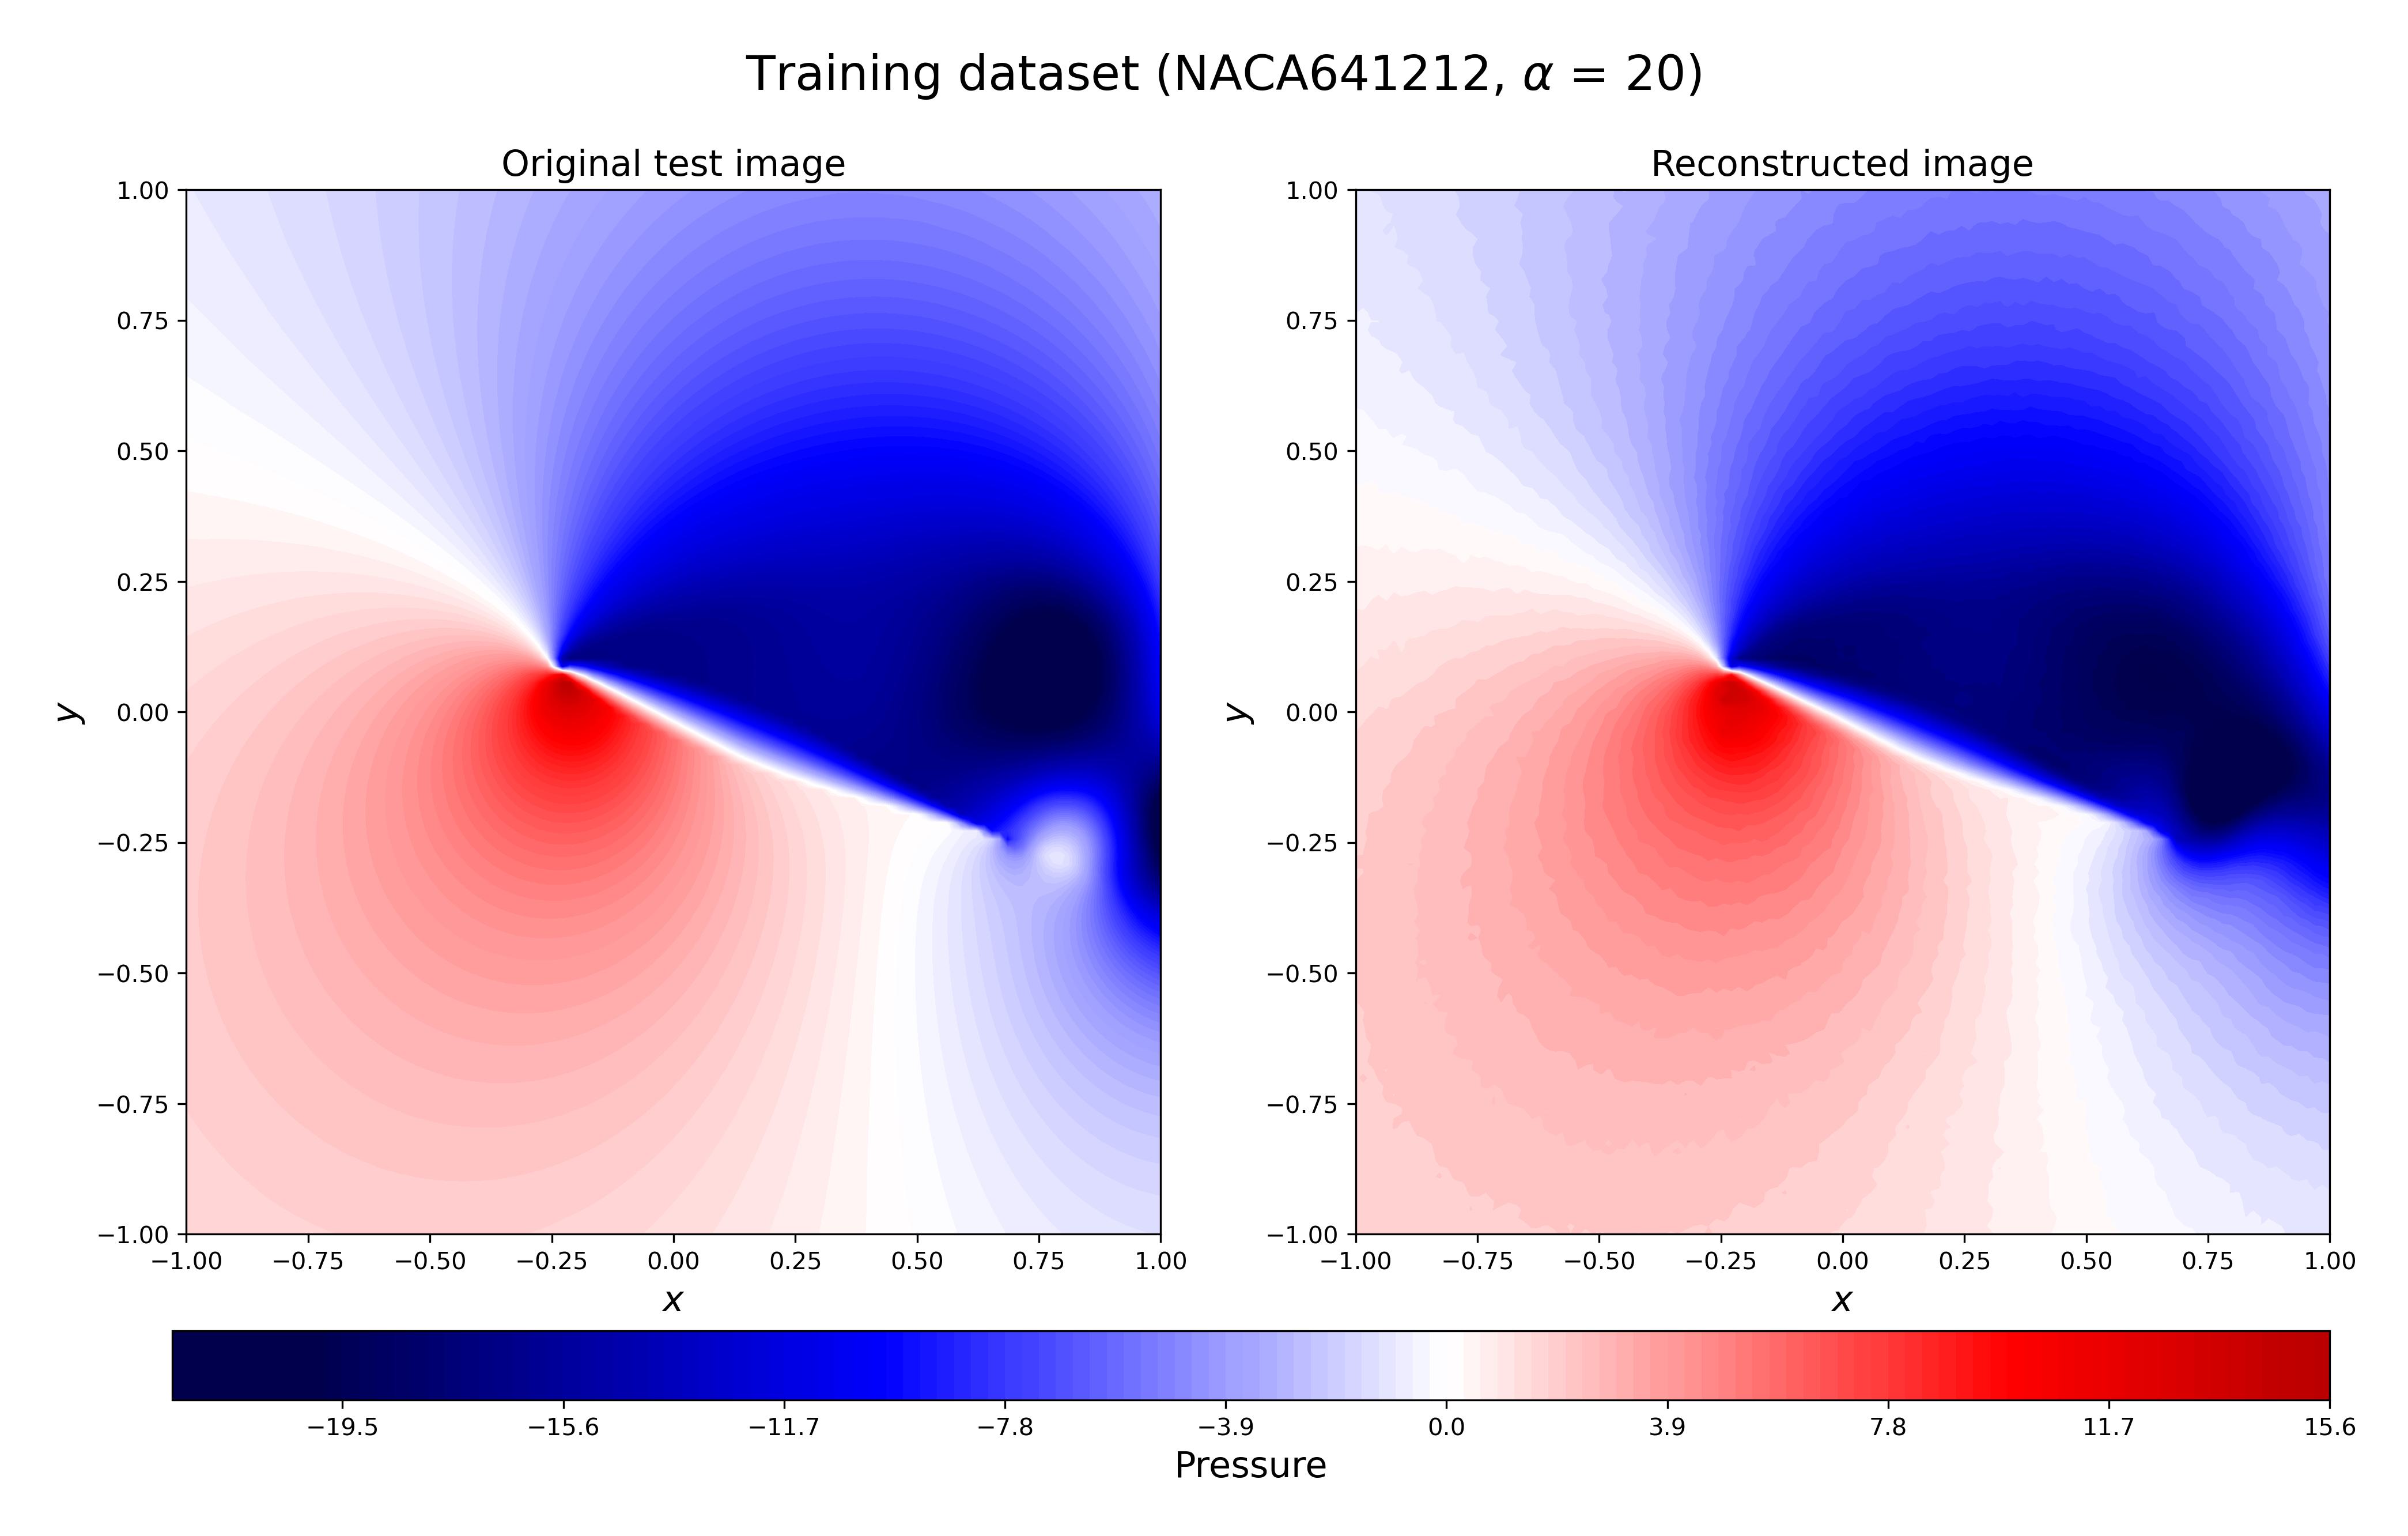 Training dataset (NACA641212, α = 20)
Original test image
Reconstructed image
1.00
0.75
0.50
0.25
0.00
−0.25
−0.50
−0.75
−1.00
y
−1.00 −0.75 −0.50 −0.25 0.00 0.25 0.50 0.75 1.00
x
1.00
0.75
0.50
0.25
0.00
−0.25
−0.50
−0.75
−1.00
y
−1.00 −0.75 −0.50 −0.25 0.00 0.25 0.50 0.75 1.00
x
−19.5 −15.6 −11.7 −7.8 −3.9 0.0 3.9 7.8 11.7 15.6
Pressure